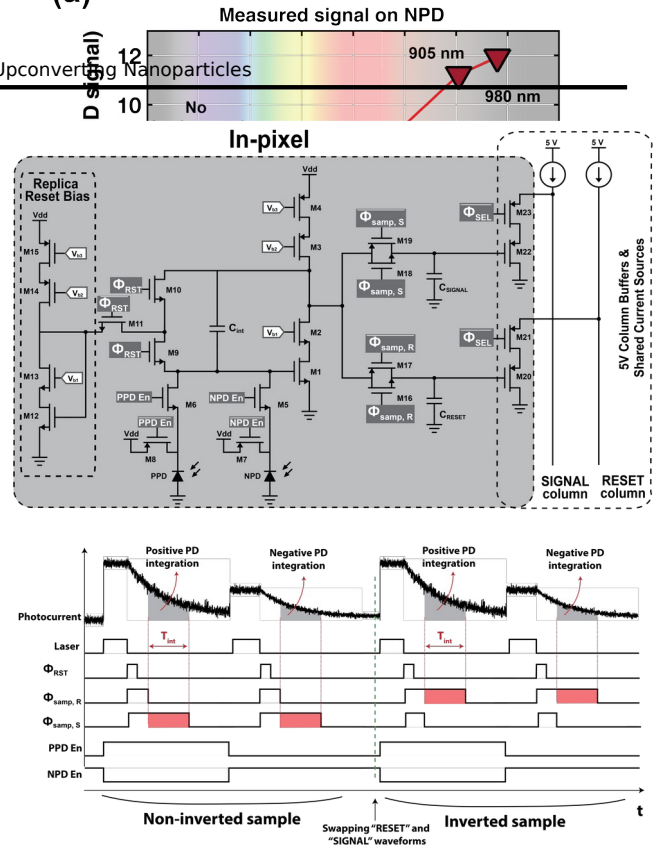 (a)
Measured signal on NPD
D signal)
12
10
905 nm
980 nm
No
Upconverting Nanoparticles
In-pixel
Replica
Reset Bias
Vdd
M15
Vb3
M14
Vb2
M13
Vb1
M12
ΦRST
M11
ΦRST
M10
ΦRST
M9
Cint
Vdd
Vb3
M4
Vb2
M3
Vb1
M2
M1
PPD En
M6
NPD En
M5
PPD En
Vdd
M8
NPD En
Vdd
M7
PPD
NPD
Φsamp, S
M19
M18
Φsamp, S
CSIGNAL
Φsamp, R
M17
M16
Φsamp, R
CRESET
5 V
5 V
ΦSEL
M23
M22
ΦSEL
M21
M20
5V Column Buffers &
Shared Current Sources
SIGNAL
column
RESET
column
Positive PD
integration
Negative PD
integration
Positive PD
integration
Negative PD
integration
Photocurrent
Laser
Tint
Tint
ΦRST
Φsamp, R
Φsamp, S
PPD En
NPD En
t
Non-inverted sample
Inverted sample
Swapping "RESET" and
"SIGNAL" waveforms